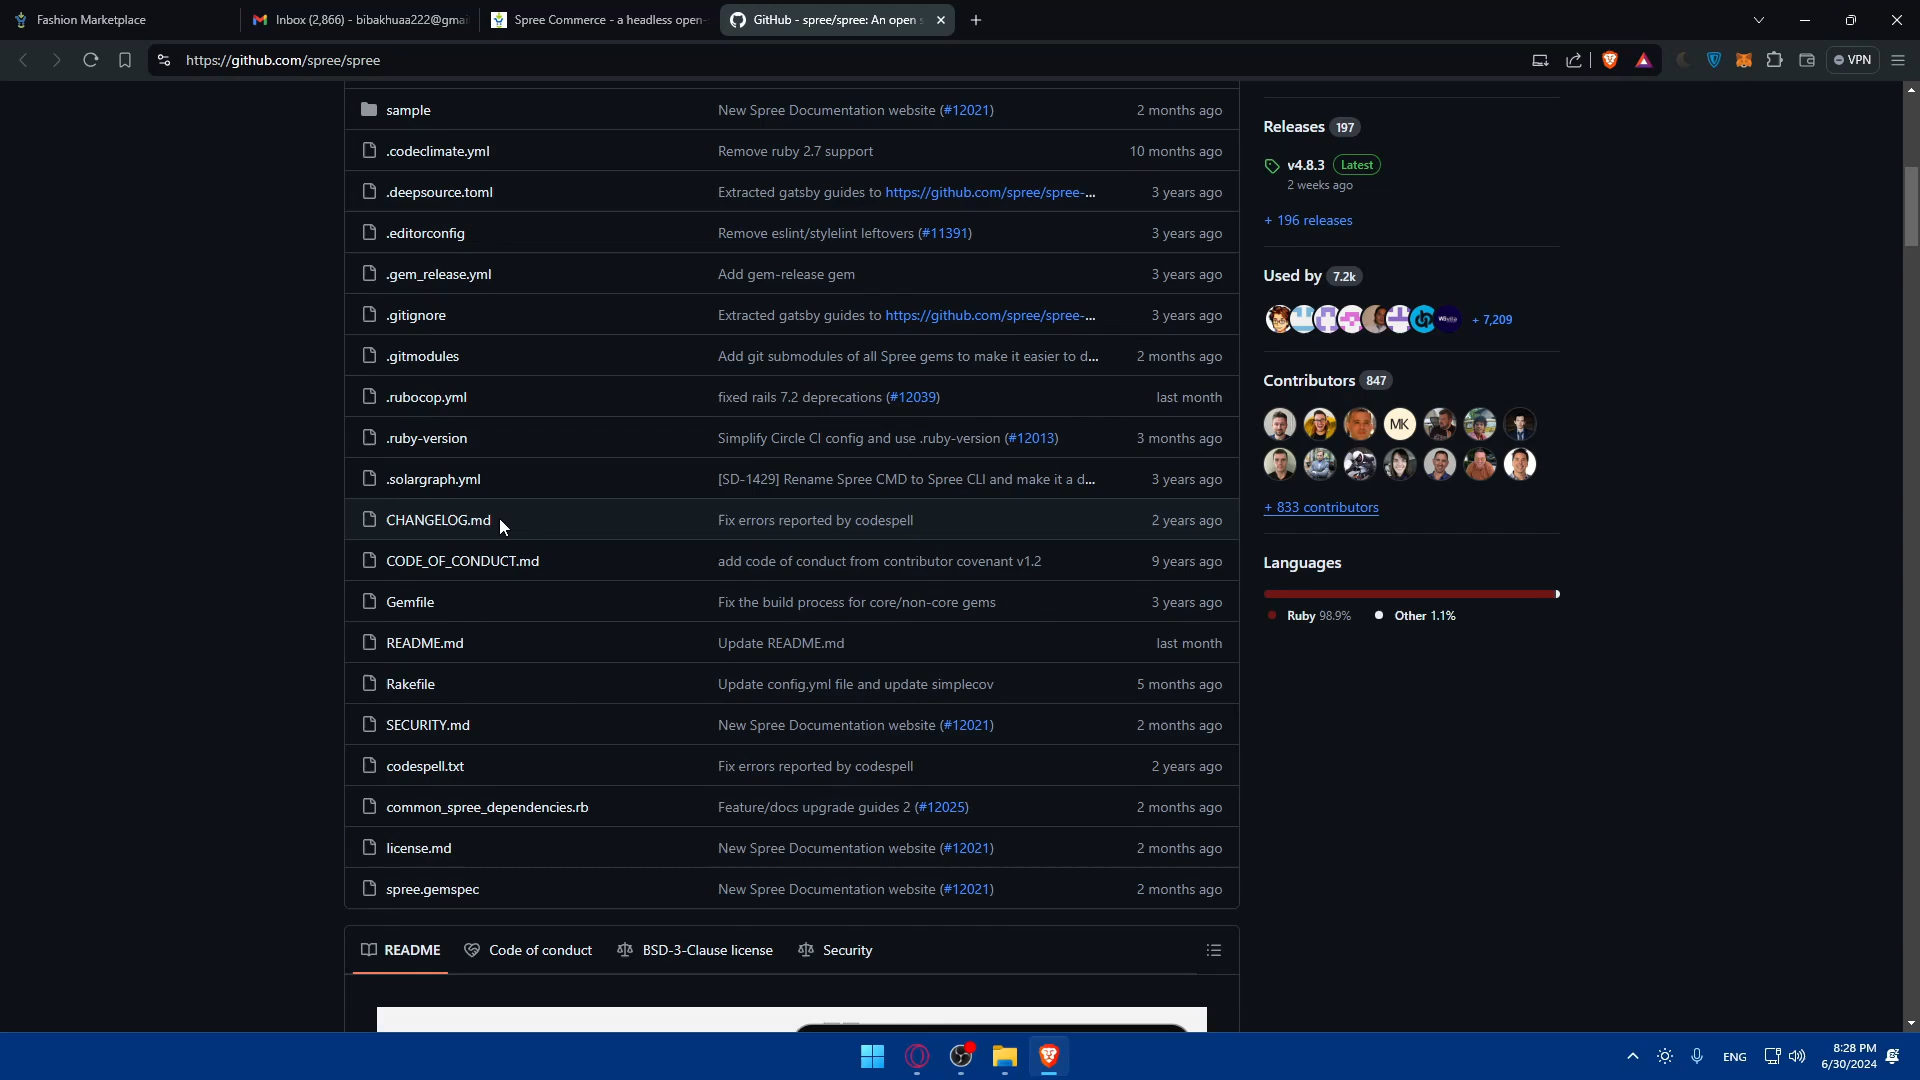 Fashion Marketplace
Inbox (2,866) - bibakhuaa222@gmai
Spree Commerce - a headless open-
GitHub - spree/spree: An open s
https://github.com/spree/spree
VPN
sample New Spree Documentation website (#12021) 2 months ago
.codeclimate.yml Remove ruby 2.7 support 10 months ago
.deepsource.toml Extracted gatsby guides to https://github.com/spree/spree-... 3 years ago
.editorconfig Remove eslint/stylelint leftovers (#11391) 3 years ago
.gem_release.yml Add gem-release gem 3 years ago
.gitignore Extracted gatsby guides to https://github.com/spree/spree-... 3 years ago
.gitmodules Add git submodules of all Spree gems to make it easier to d... 2 months ago
.rubocop.yml fixed rails 7.2 deprecations (#12039) last month
.ruby-version Simplify Circle CI config and use .ruby-version (#12013) 3 months ago
.solargraph.yml [SD-1429] Rename Spree CMD to Spree CLI and make it a d... 3 years ago
CHANGELOG.md Fix errors reported by codespell 2 years ago
CODE_OF_CONDUCT.md add code of conduct from contributor covenant v1.2 9 years ago
Gemfile Fix the build process for core/non-core gems 3 years ago
README.md Update README.md last month
Rakefile Update config.yml file and update simplecov 5 months ago
SECURITY.md New Spree Documentation website (#12021) 2 months ago
codespell.txt Fix errors reported by codespell 2 years ago
common_spree_dependencies.rb Feature/docs upgrade guides 2 (#12025) 2 months ago
license.md New Spree Documentation website (#12021) 2 months ago
spree.gemspec New Spree Documentation website (#12021) 2 months ago
README Code of conduct BSD-3-Clause license Security
Releases 197
v4.8.3 Latest
2 weeks ago
+ 196 releases
Used by 7.2k
+ 7,209
Contributors 847
MK
+ 833 contributors
Languages
Ruby 98.9% Other 1.1%
ENG
8:28 PM
6/30/2024